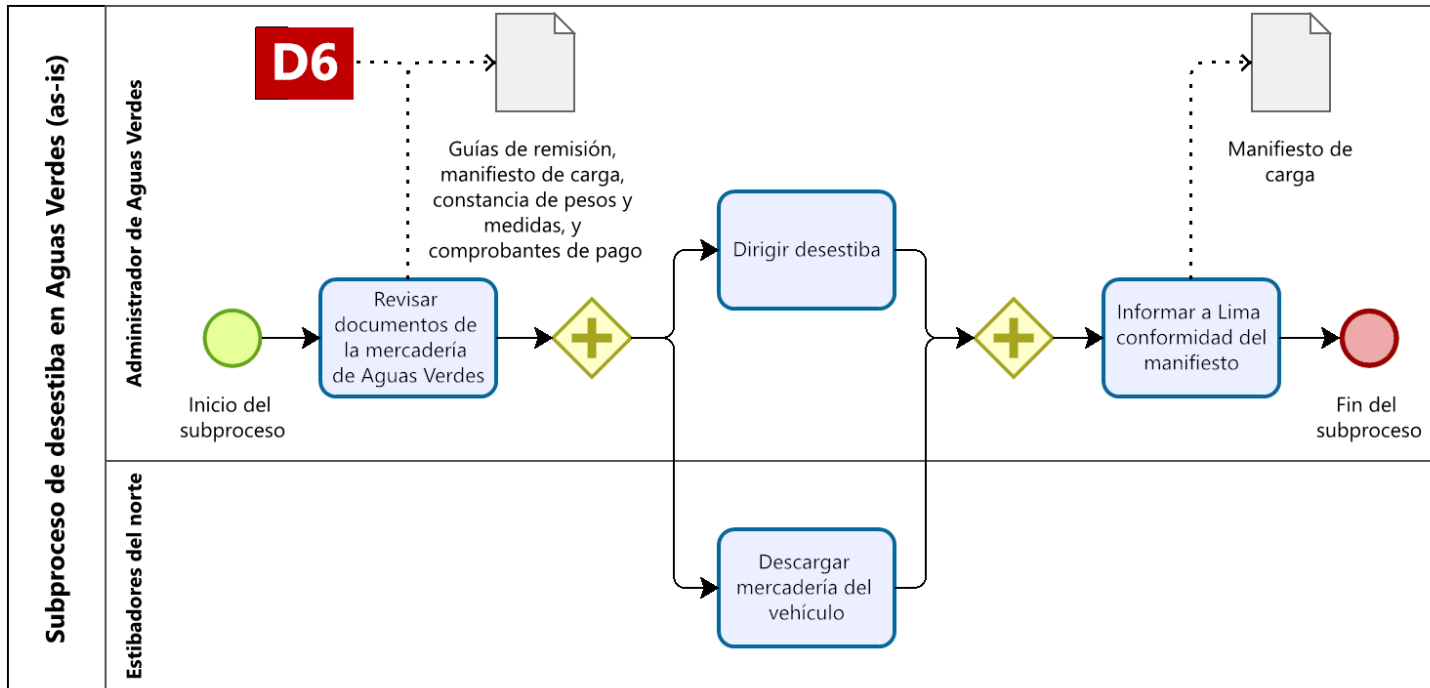 Subproceso de desestiba en Aguas Verdes (as-is)
Administrador de Aguas Verdes
D6
Guías de remisión,
manifiesto de carga,
constancia de pesos y
medidas, y
comprobantes de pago
Manifiesto de
carga
Inicio del
subproceso
Revisar
documentos de
la mercadería
de Aguas Verdes
Dirigir desestiba
Informar a Lima
conformidad del
manifiesto
Fin del
subproceso
Estibadores del norte
Descargar
mercadería del
vehículo